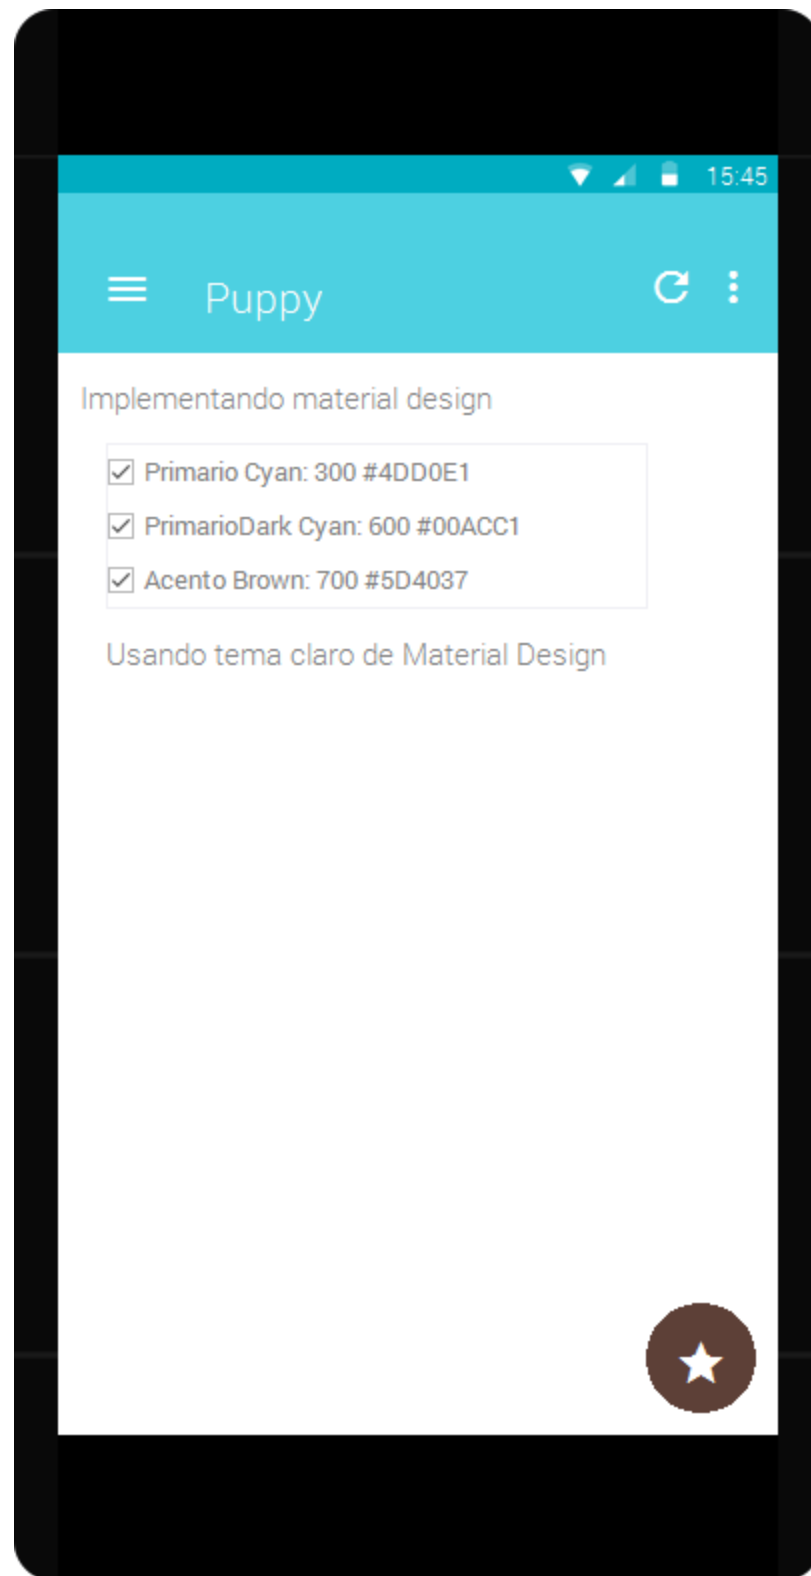 15:45
Puppy
Implementando material design
Primario Cyan: 300 #4DD0E1
PrimarioDark Cyan: 600 #00ACC1
Acento Brown: 700 #5D4037
Usando tema claro de Material Design